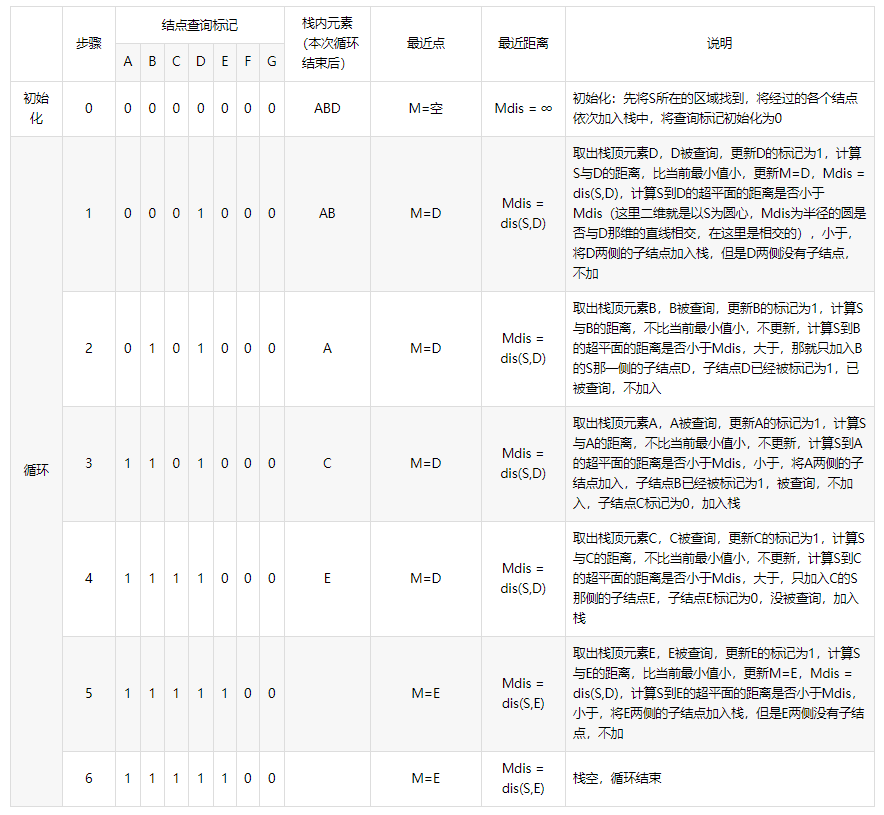 步骤 结点查询标记 栈内元素（本次循环结束后） 最近点 最近距离 说明
A B C D E F G
初始化 0 0 0 0 0 0 0 0 ABD M=空 Mdis = ∞
初始化：先将S所在的区域找到，将经过的各个结点
依次加入栈中，将查询标记初始化为0
循环
1 0 0 0 1 0 0 0 AB M=D Mdis = dis(S,D)
取出栈顶元素D，D被查询，更新D的标记为1，计算
S与D的距离，比当前最小值小，更新M=D，Mdis =
dis(S,D)，计算S到D的超平面的距离是否小于
Mdis（这里二维就是以S为圆心，Mdis为半径的圆是
否与D那维的直线相交，在这里是相交的），小于，
将D两侧的子结点加入栈，但是D两侧没有子结点，
不加
2 0 1 0 1 0 0 0 A M=D Mdis = dis(S,D)
取出栈顶元素B，B被查询，更新B的标记为1，计算S
与B的距离，不比当前最小值小，不更新，计算S到B
的超平面的距离是否小于Mdis，大于，那就只加入B
的S那一侧的子结点D，子结点D已经被标记为1，已
被查询，不加入
3 1 1 0 1 0 0 0 C M=D Mdis = dis(S,D)
取出栈顶元素A，A被查询，更新A的标记为1，计算S
与A的距离，不比当前最小值小，不更新，计算S到A
的超平面的距离是否小于Mdis，小于，将A两侧的子
结点加入，子结点B已经被标记为1，被查询，不加
入，子结点C标记为0，加入栈
4 1 1 1 1 0 0 0 E M=D Mdis = dis(S,D)
取出栈顶元素C，C被查询，更新C的标记为1，计算S
与C的距离，不比当前最小值小，不更新，计算S到C
的超平面的距离是否小于Mdis，大于，只加入C的S
那侧的子结点E，子结点E标记为0，没被查询，加入
栈
5 1 1 1 1 1 0 0 M=E Mdis = dis(S,E)
取出栈顶元素E，E被查询，更新E的标记为1，计算S
与E的距离，比当前最小值小，更新M=E，Mdis =
dis(S,D)，计算S到E的超平面的距离是否小于Mdis，
小于，将E两侧的子结点加入栈，但是E两侧没有子结
点，不加
6 1 1 1 1 1 0 0 M=E Mdis = dis(S,E)
栈空，循环结束